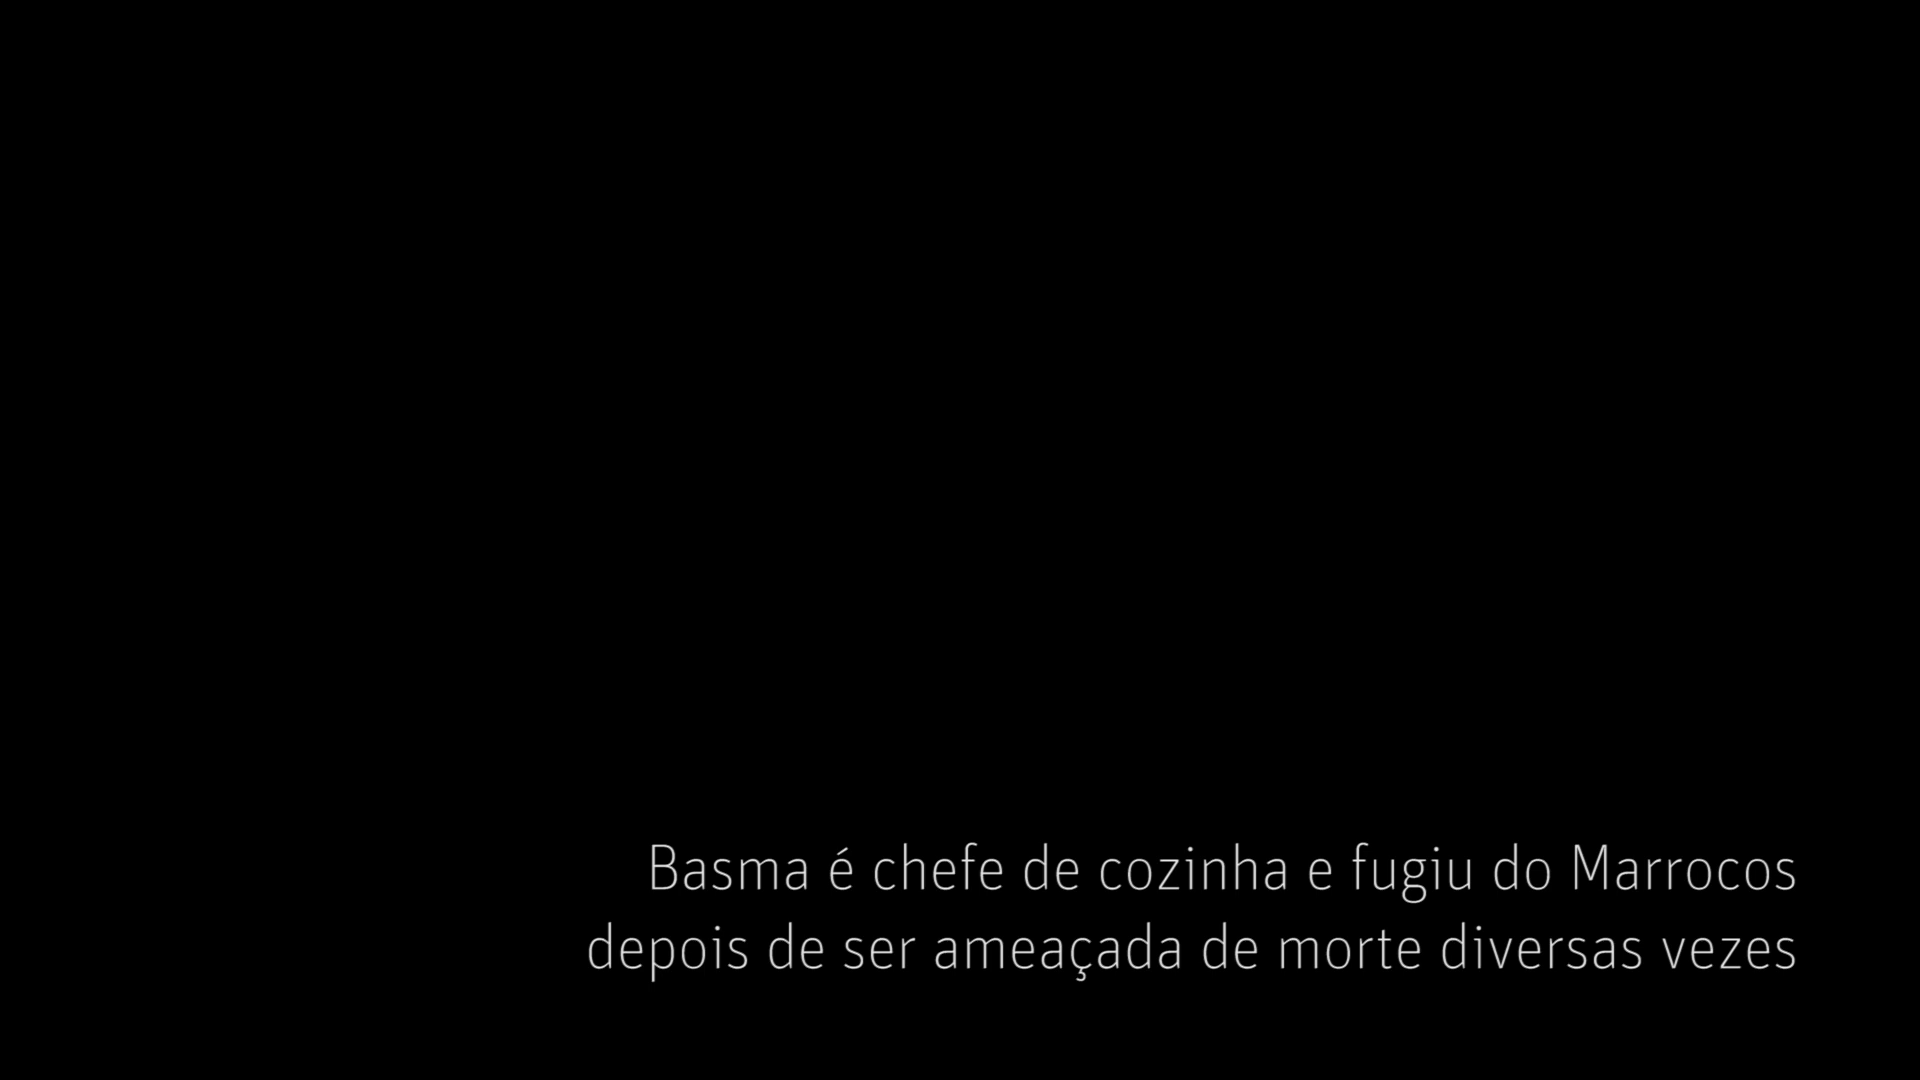 Basma é chefe de cozinha e fugiu do Marrocos
depois de ser ameaçada de morte diversas vezes